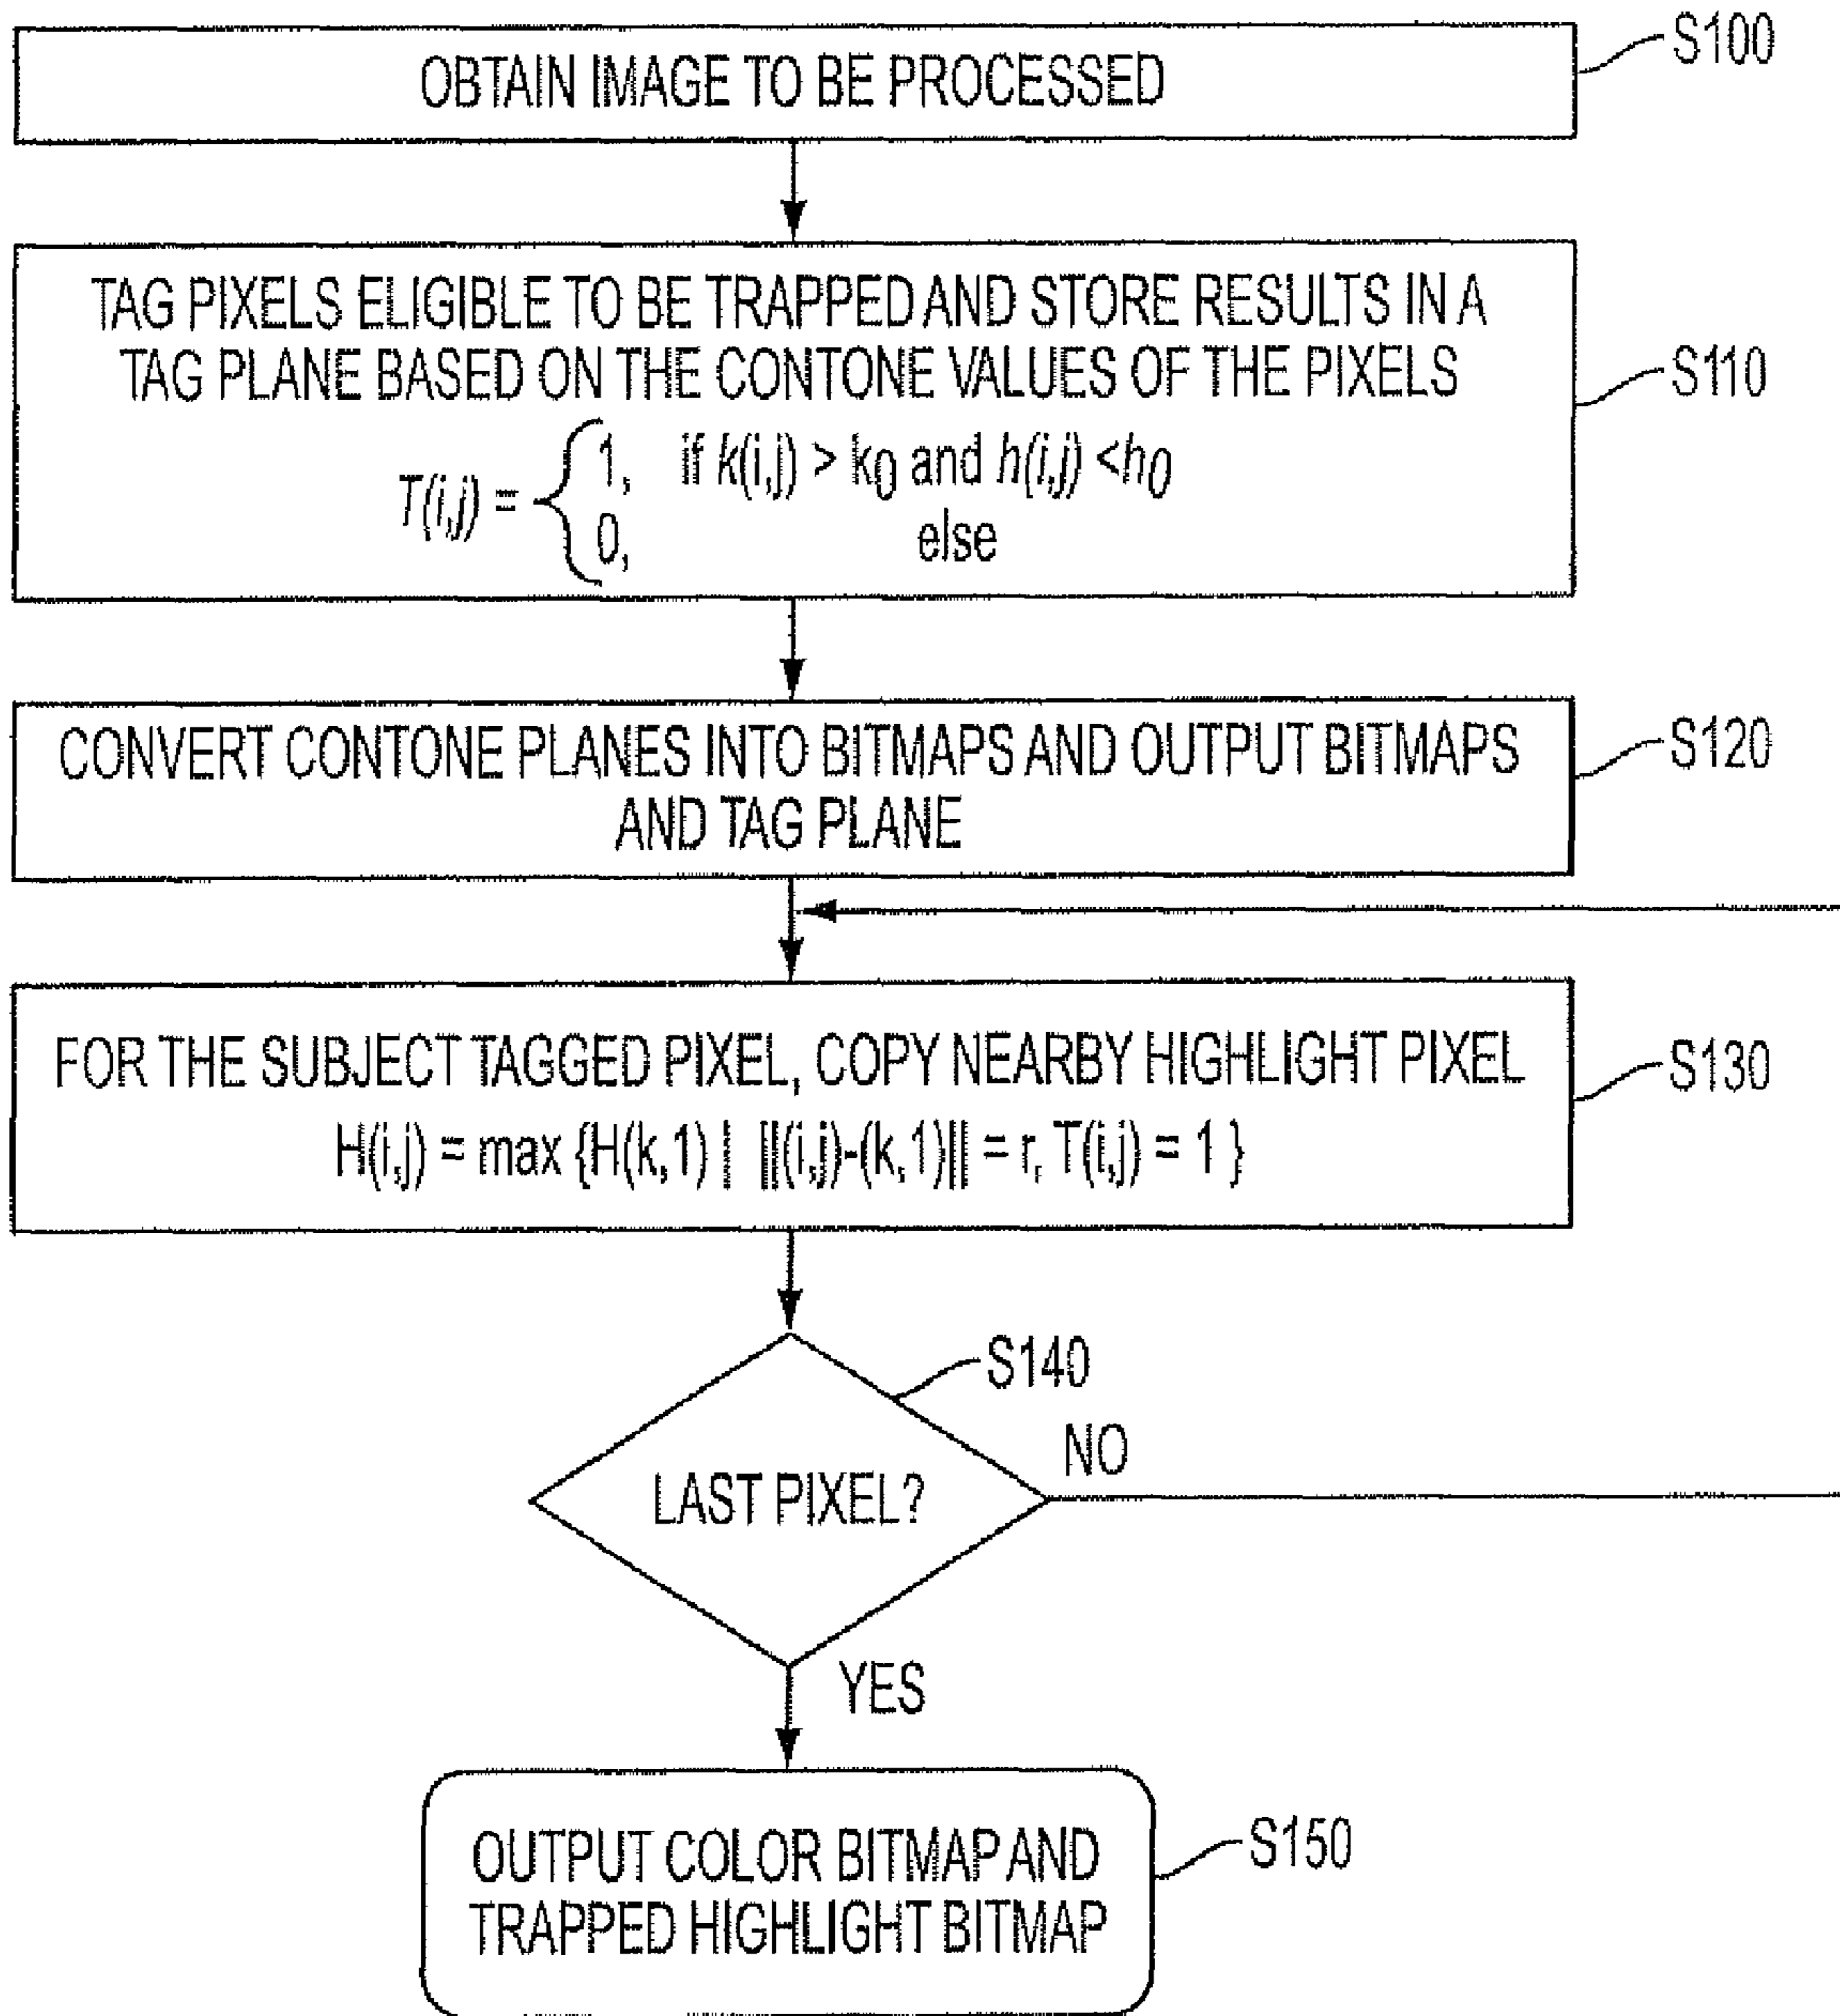 OBTAIN IMAGE TO BE PROCESSED
S100
TAG PIXELS ELIGIBLE TO BE TRAPPED AND STORE RESULTS IN A
TAG PLANE BASED ON THE CONTONE VALUES OF THE PIXELS
S110
T(i,j) = { 1, if k(i,j) > k0 and h(i,j) <h0
0, else
CONVERT CONTONE PLANES INTO BITMAPS AND OUTPUT BITMAPS
AND TAG PLANE
S120
FOR THE SUBJECT TAGGED PIXEL, COPY NEARBY HIGHLIGHT PIXEL
S130
H(i,j) = max {H(k,1) | ||(i,j)-(k,1)|| = r, T(i,j) = 1 }
S140
LAST PIXEL?
NO
YES
OUTPUT COLOR BITMAP AND
TRAPPED HIGHLIGHT BITMAP
S150